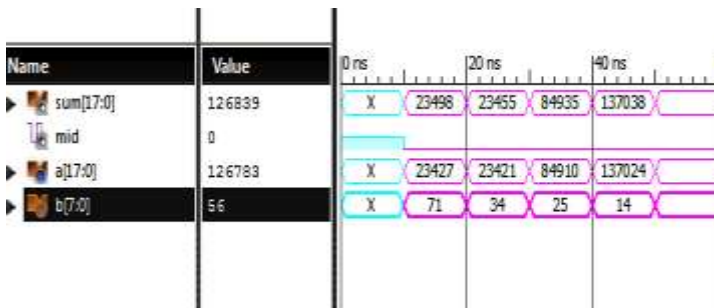 Name Value 0 ns 20 ns 40 ns
sum[17:0] 126839 X 23498 23455 84935 137038
mid 0
a[17:0] 126783 X 23427 23421 84910 137024
b[7:0] 56 X 71 34 25 14